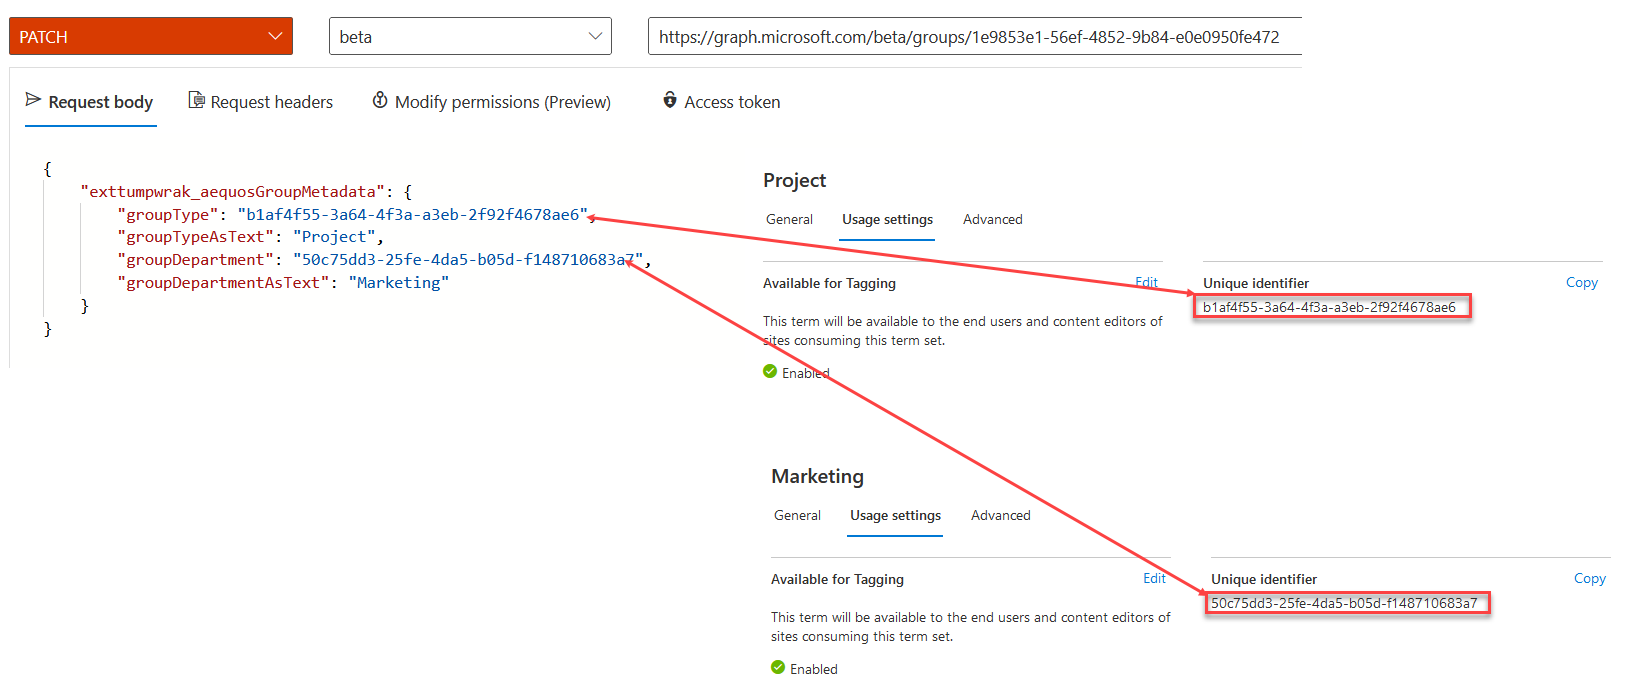 PATCH
beta
https://graph.microsoft.com/beta/groups/1e9853e1-56ef-4852-9b84-e0e0950fe472
Request body
Request headers
Modify permissions (Preview)
Access token
{
"exttumpwrak_aequosGroupMetadata": {
"groupType": "b1af4f55-3a64-4f3a-a3eb-2f92f4678ae6",
"groupTypeAsText": "Project",
"groupDepartment": "50c75dd3-25fe-4da5-b05d-f148710683a7",
"groupDepartmentAsText": "Marketing"
}
}
Project
General
Usage settings
Advanced
Available for Tagging
Edit
This term will be available to the end users and content editors of
sites consuming this term set.
Enabled
Unique identifier
Copy
b1af4f55-3a64-4f3a-a3eb-2f92f4678ae6
Marketing
General
Usage settings
Advanced
Available for Tagging
Edit
This term will be available to the end users and content editors of
sites consuming this term set.
Enabled
Unique identifier
Copy
50c75dd3-25fe-4da5-b05d-f148710683a7